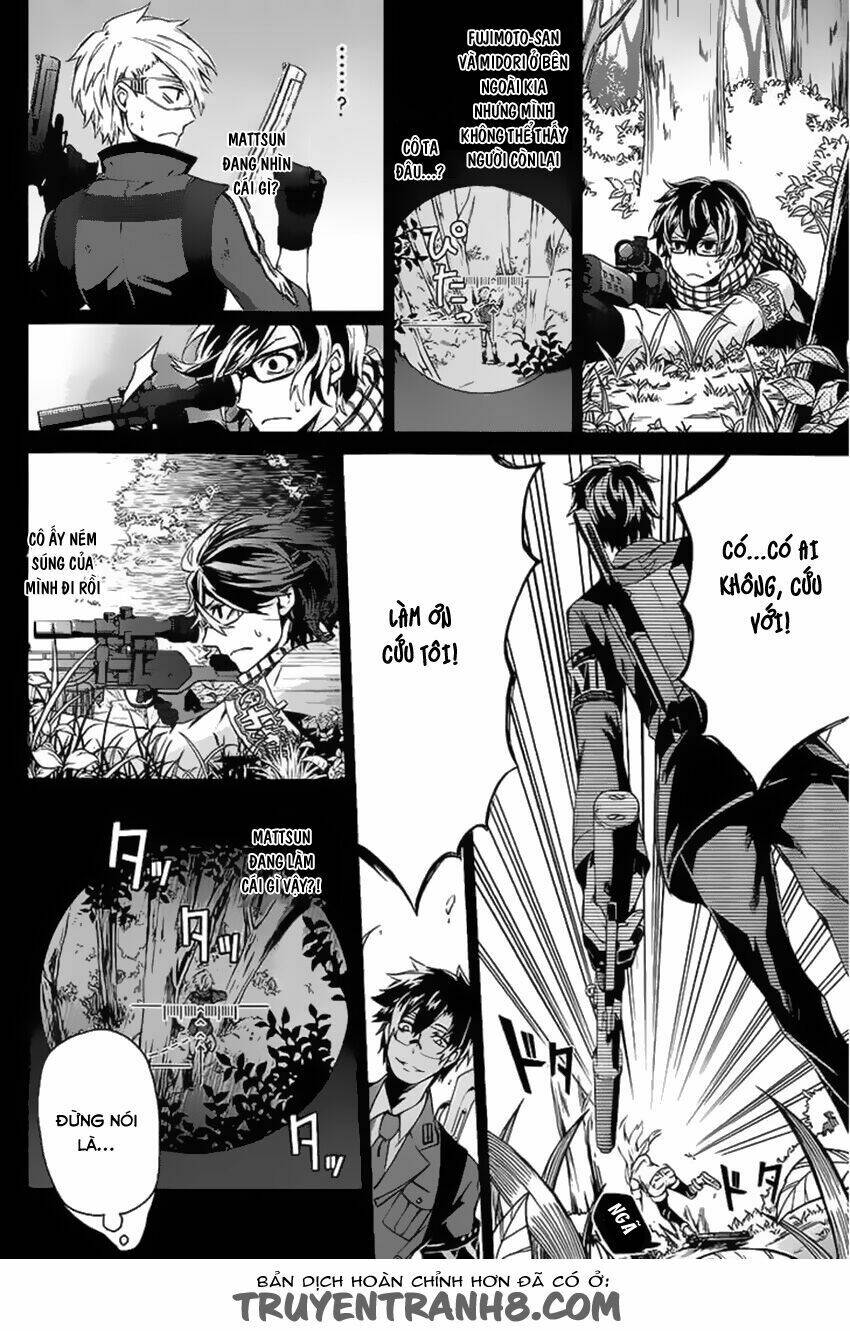 FUJIMOTO-SAN
VÀ MIDORI Ở BÊN
NGOÀI KIA
NHƯNG MÌNH
KHÔNG THỂ THẤY
NGƯỜI CÒN LẠI
CÔ TA
ĐÂU...?
ぴたっ
......?
MATTSUN
ĐANG NHÌN
CÁI GÌ?
CÓ...CÓ AI
KHÔNG, CỨU
VỚI!
LÀM ƠN
CỨU TÔI!
CÔ ẤY NÉM
SÚNG CỦA
MÌNH ĐI RỒI
ドタ
ドタ
NGÃ
MATTSUN
ĐANG LÀM
CÁI GÌ VẬY?!
タッ
タッ
タッ
ĐỪNG NÓI
LÀ...
BẢN DỊCH HOÀN CHỈNH HƠN ĐÃ CÓ Ở:
TRUYENTRANH8.COM